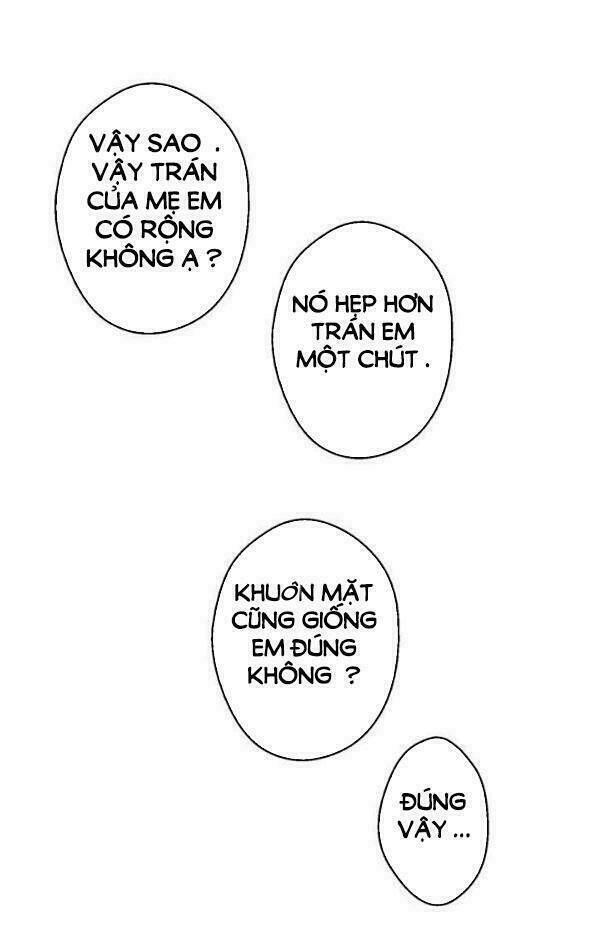 VẬY SAO .
VẬY TRÁN
CỦA MẸ EM
CÓ RỘNG
KHÔNG Ạ ?
NÓ HẸP HƠN
TRÁN EM
MỘT CHÚT .
KHUÔN MẶT
CŨNG GIỐNG
EM ĐÚNG
KHÔNG ?
ĐÚNG
VẬY ...